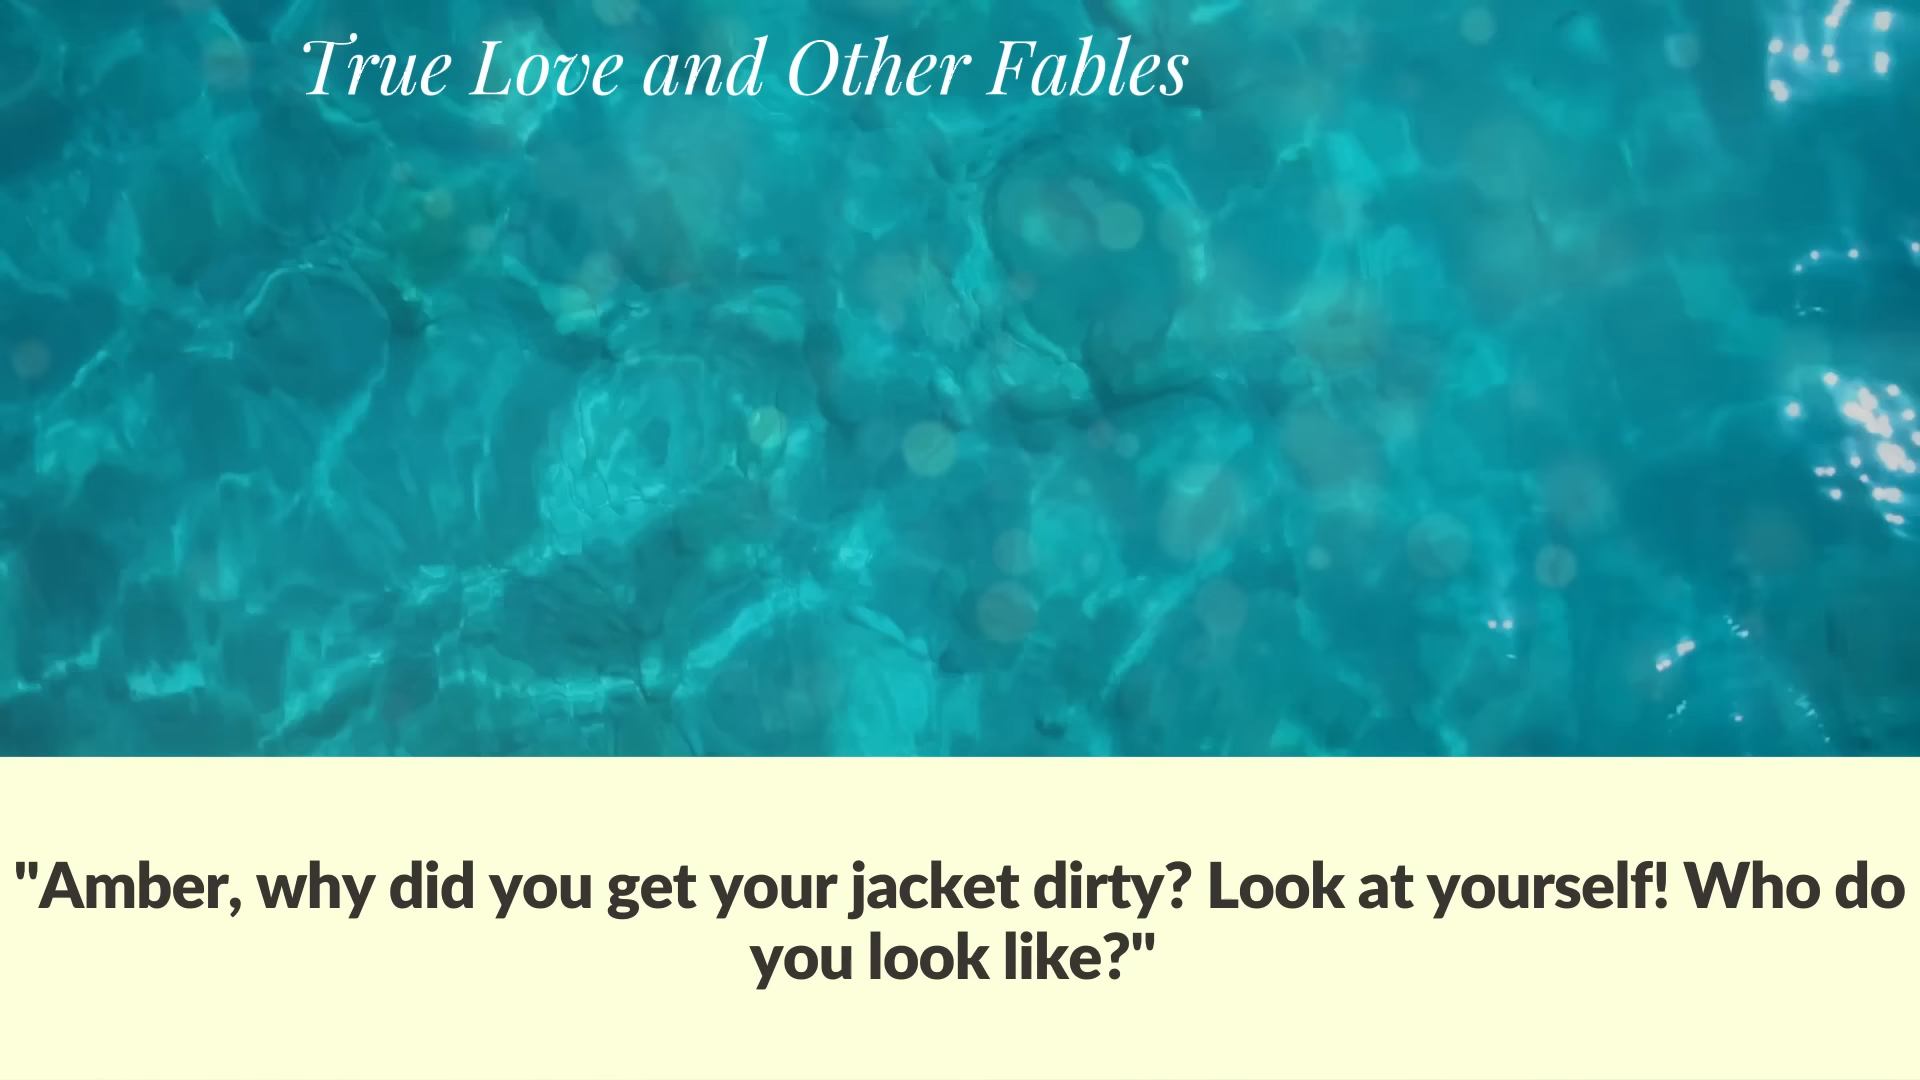 True Love and Other Fables
"Amber, why did you get your jacket dirty? Look at yourself! Who do
you look like?"